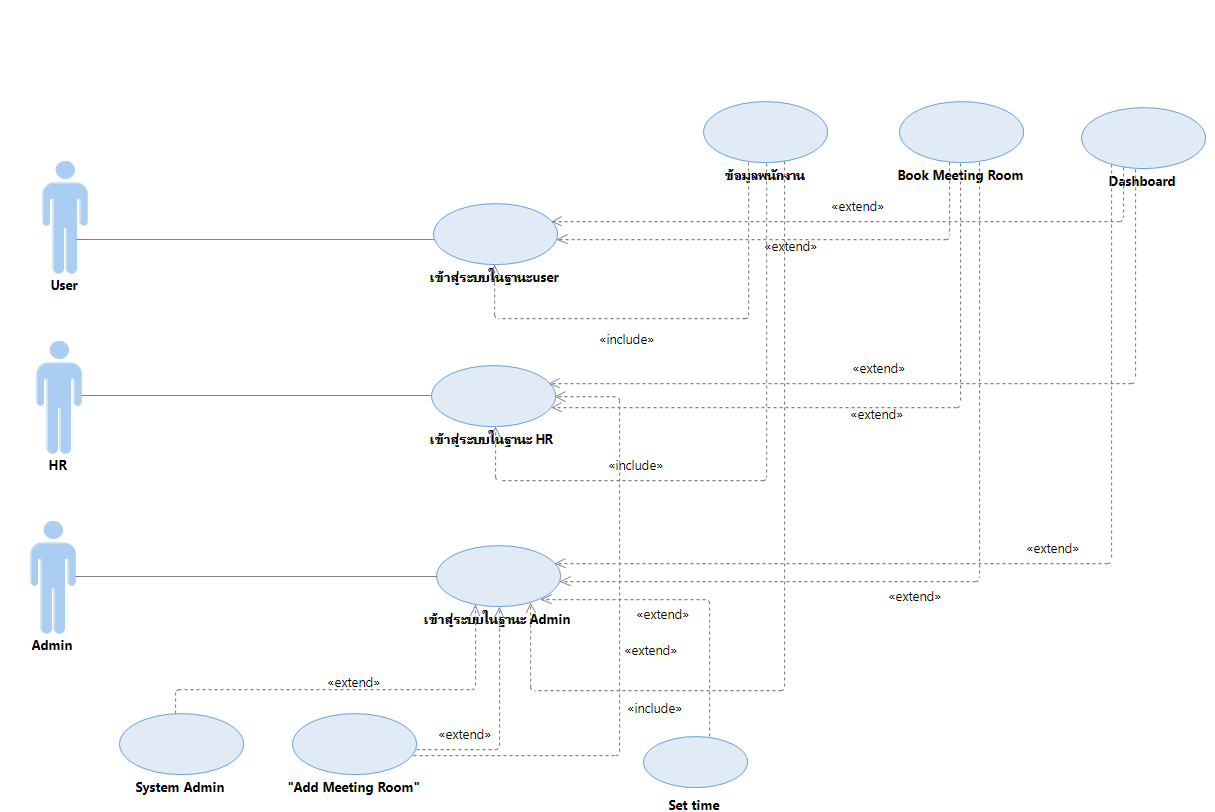 ข้อมูลพนักงาน
Book Meeting Room
Dashboard
«extend»
«extend»
User
เข้าสู่ระบบในฐานะuser
«include»
«extend»
«extend»
HR
เข้าสู่ระบบในฐานะ HR
«include»
«extend»
«extend»
Admin
เข้าสู่ระบบในฐานะ Admin
«extend»
«extend»
«extend»
«include»
«extend»
System Admin
"Add Meeting Room"
Set time